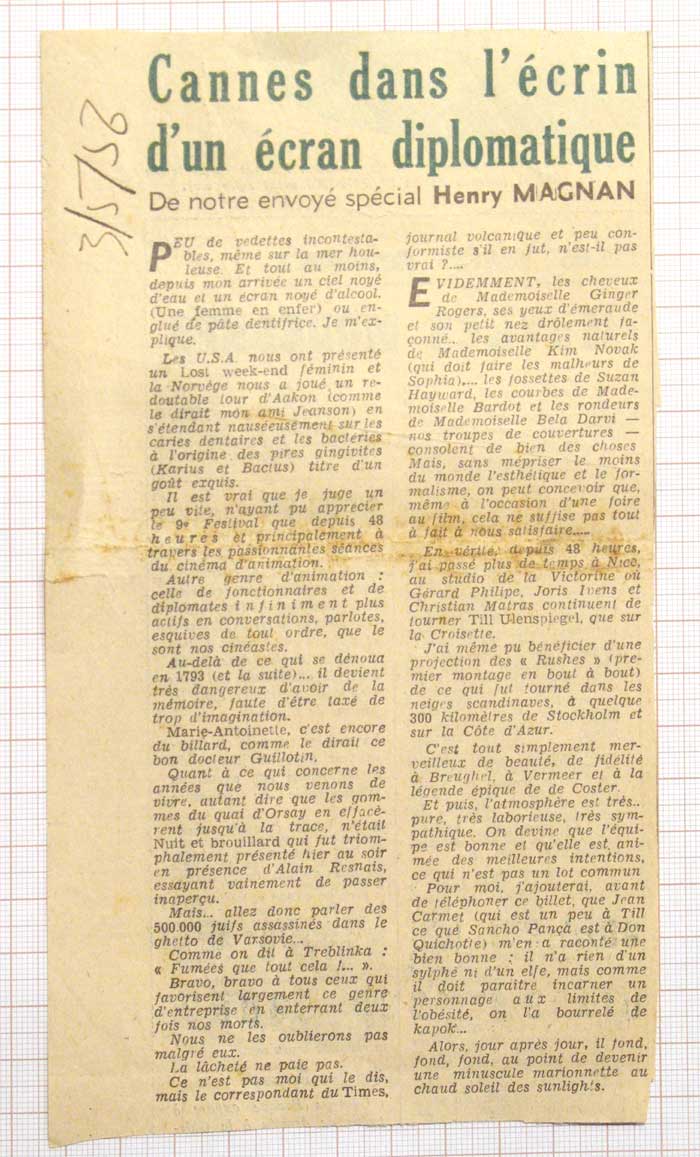 Cannes dans l'écrin
d'un écran diplomatique
De notre envoyé spécial Henry MAGNAN
3/5/56
PEU de vedettes incontesta-
bles, même sur la mer hou-
leuse. Et tout au moins,
depuis mon arrivée un ciel noyé
d'eau et un écran noyé d'alcool.
(Une femme en enfer) ou en-
glué de pâte dentifrice. Je m'ex-
plique.
Les U.S.A. nous ont présenté
un Lost week-end féminin et
la Norvège nous a joué un re-
doutable tour d'Aakon (comme
le dirait mon ami Jeanson) en
s'étendant nauséeusement sur les
caries dentaires et les bactéries
à l'origine des pires gingivites
(Karius et Bactus) titre d'un
goût exquis.
Il est vrai que je juge un
peu vite, n'ayant pu apprécier
le 9e Festival que depuis 48
heures et principalement à
travers les passionnantes séances
du cinéma d'animation.
Autre genre d'animation :
celle de fonctionnaires et de
diplomates infiniment plus
actifs en conversations, parlotes,
esquives de tout ordre, que le
sont nos cinéastes.
Au-delà de ce qui se dénoua
en 1793 (et la suite)... il devient
très dangereux d'avoir de la
mémoire, faute d'être taxé de
trop d'imagination.
Marie-Antoinette, c'est encore
du billard, comme le dirait ce
bon docteur Guillotin.
Quant à ce qui concerne les
années que nous venons de
vivre, autant dire que les gom-
mes du quai d'Orsay en effacè-
rent jusqu'à la trace, n'était
Nuit et brouillard qui fut triom-
phalement présenté hier au soir
en présence d'Alain Resnais,
essayant vainement de passer
inaperçu.
Mais... allez donc parler des
500.000 juifs assassinés dans le
ghetto de Varsovie...
Comme on dit à Treblinka :
« Fumées que tout cela !... ».
Bravo, bravo à tous ceux qui
favorisent largement ce genre
d'entreprise en enterrant deux
fois nos morts.
Nous ne les oublierons pas
malgré eux.
La lâcheté ne paie pas.
Ce n'est pas moi qui le dis,
mais le correspondant du Times,
journal volcanique et peu con-
formiste s'il en fut, n'est-il pas
vrai ?....
EVIDEMMENT, les cheveux
de Mademoiselle Ginger
Rogers, ses yeux d'émeraude
et son petit nez drôlement fa-
çonné... les avantages naturels
de Mademoiselle Kim Novak
(qui doit faire les malheurs de
Sophia),... les fossettes de Suzan
Hayward, les courbes de Made-
moiselle Bardot et les rondeurs
de Mademoiselle Bela Darvi —
nos troupes de couvertures —
consolent de bien des choses
Mais, sans mépriser le moins
du monde l'esthétique et le for-
malisme, on peut concevoir que,
même à l'occasion d'une foire
au film, cela ne suffise pas tout
à fait à nous satisfaire.....
En vérité, depuis 48 heures,
j'ai passé plus de temps à Nice,
au studio de la Victorine où
Gérard Philipe, Joris Ivens et
Christian Matras continuent de
tourner Till Ulenspiegel, que sur
la Croisette.
J'ai même pu bénéficier d'une
projection des « Rushes » (pre-
mier montage en bout à bout)
de ce qui fut tourné dans les
neiges scandinaves, à quelque
300 kilomètres de Stockholm et
sur la Côte d'Azur.
C'est tout simplement mer-
veilleux de beauté, de fidélité
à Breughel, à Vermeer et à la
légende épique de de Coster.
Et puis, l'atmosphère est très..
pure, très laborieuse, très sym-
pathique. On devine que l'équi-
pe est bonne et qu'elle est ani-
mée des meilleures intentions,
ce qui n'est pas un lot commun
Pour moi, j'ajouterai, avant
de téléphoner ce billet, que Jean
Carmet (qui est un peu à Till
ce que Sancho Pança est à Don
Quichotte) m'en a raconté une
bien bonne : il n'a rien d'un
sylphe ni d'un elfe, mais comme
il doit paraître incarner un
personnage aux limites de
l'obésité, on l'a bourrelé de
kapok...
Alors, jour après jour, il fond,
fond, fond, au point de devenir
une minuscule marionnette au
chaud soleil des sunlights.